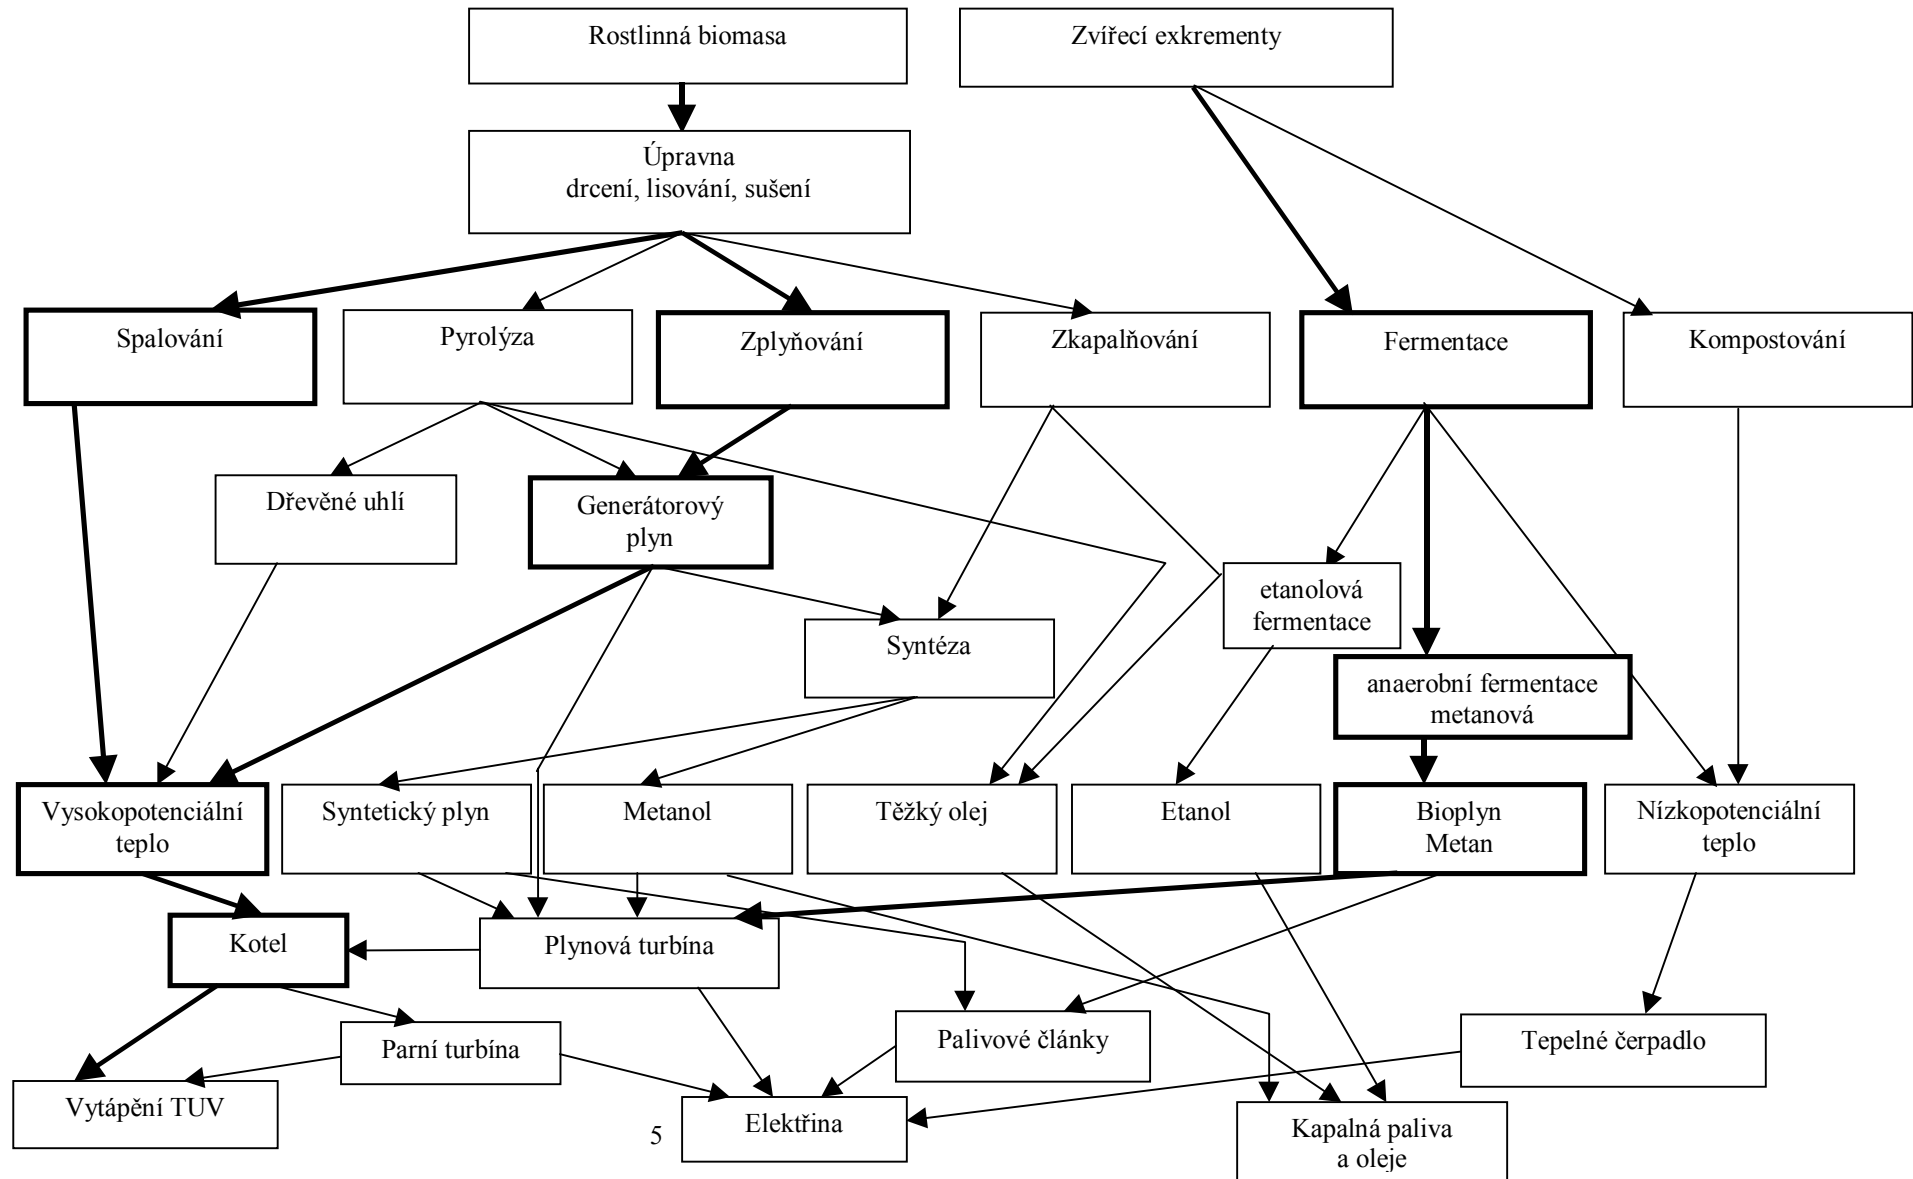 Rostlinná biomasa
Zvířecí exkrementy
Úpravna
drcení, lisování, sušení
Spalování
Pyrolýza
Zplyňování
Zkapalňování
Fermentace
Kompostování
Dřevěné uhlí
Generátorový
plyn
etanolová
fermentace
Syntéza
anaerobní fermentace
metanová
Vysokopotenciální
teplo
Syntetický plyn
Metanol
Těžký olej
Etanol
Bioplyn
Metan
Nízkopotenciální
teplo
Kotel
Plynová turbína
Parní turbína
Palivové články
Tepelné čerpadlo
Vytápění TUV
5
Elektřina
Kapalná paliva
a oleje